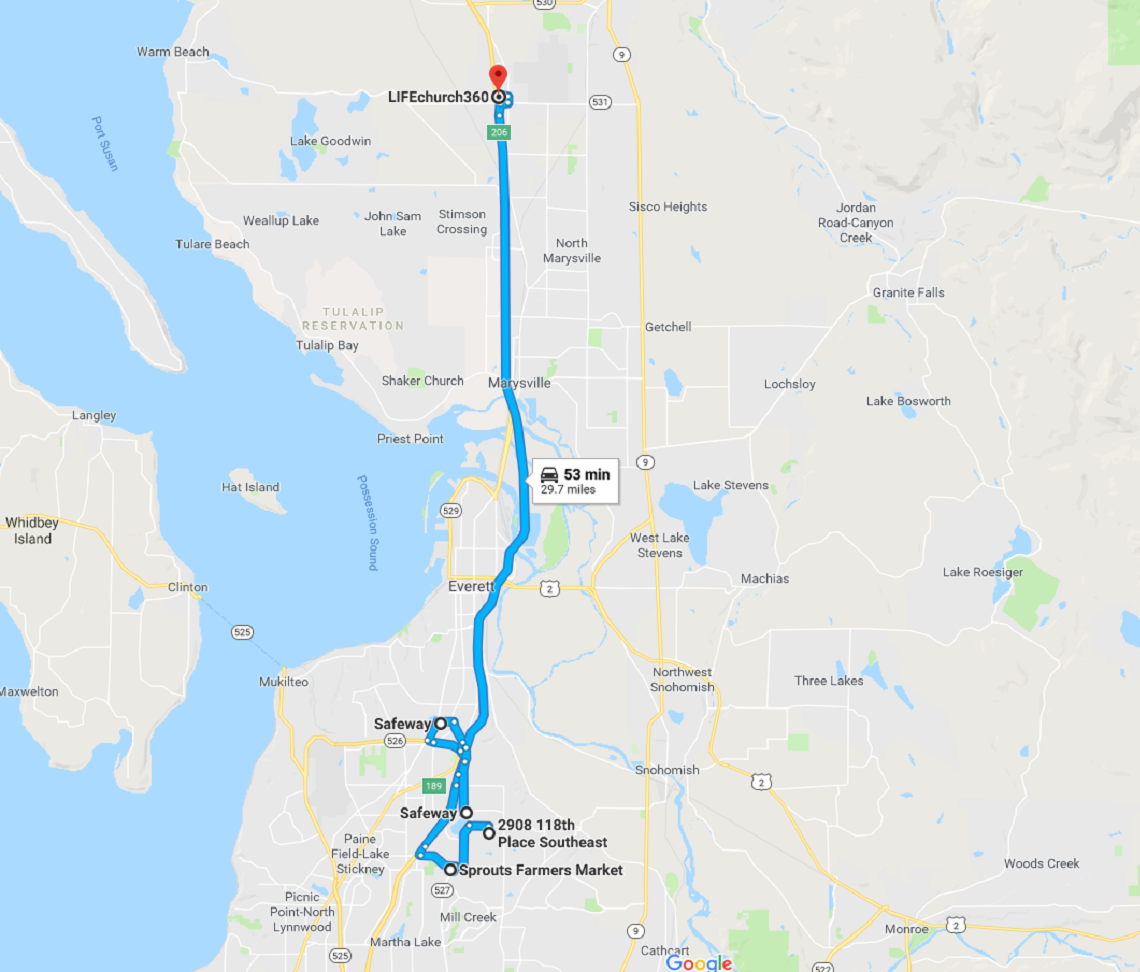 530
Warm Beach
9
LIFEchurch360
531
Port Susan
206
Lake Goodwin
Sisco Heights
Jordan
Road-Canyon
Creek
Weallup Lake
John Sam
Lake
Stimson
Crossing
Tulare Beach
North
Marysville
Granite Falls
TULALIP
RESERVATION
Getchell
Tulalip Bay
Shaker Church
Marysville
Lochsloy
Lake Bosworth
Langley
Priest Point
9
53 min
29.7 miles
Hat Island
Possession Sound
Lake Stevens
529
Whidbey
Island
West Lake
Stevens
Lake Roesiger
Machias
Clinton
Everett
2
525
Mukilteo
Northwest
Snohomish
Three Lakes
Maxwelton
Safeway
526
Snohomish
2
189
Safeway
2908 118th
Place Southeast
Paine
Field-Lake
Stickney
Sprouts Farmers Market
Woods Creek
527
Picnic
Point-North
Lynnwood
Mill Creek
Martha Lake
9
Monroe
2
525
Cathcart
Google
522